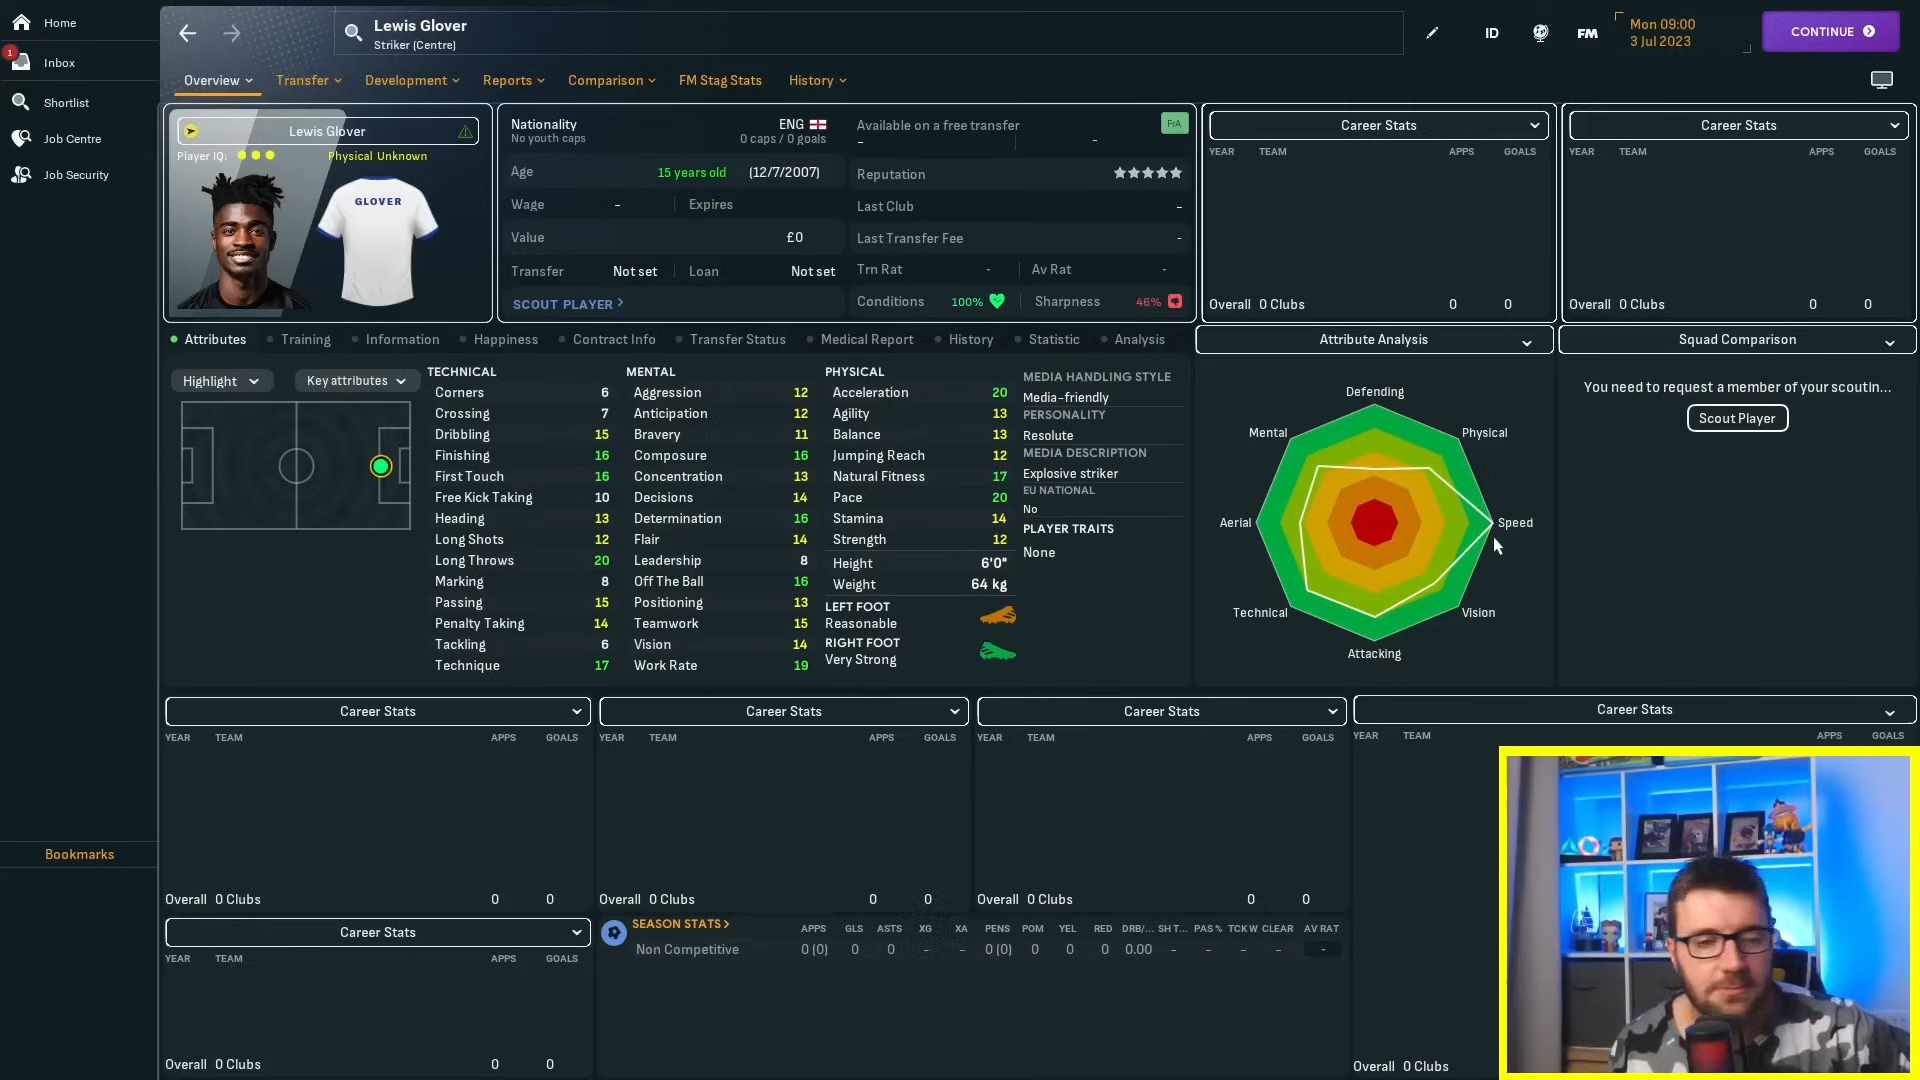 Home
1
Inbox
Shortlist
Job Centre
Job Security
Bookmarks
Lewis Glover
Striker (Centre)
ID
FM
Mon 09:00
3 Jul 2023
CONTINUE
Overview
Transfer
Development
Reports
Comparison
FM Stag Stats
History
Lewis Glover
Player IQ:
Physical Unknown
GLOVER
Nationality ENG
No youth caps 0 caps / 0 goals
Age 15 years old (12/7/2007)
Wage - Expires
Value £0
Transfer Not set Loan Not set
SCOUT PLAYER >
Available on a free transfer FrA
- -
Reputation
Last Club -
Last Transfer Fee -
Trn Rat - Av Rat -
Conditions 100% Sharpness 46%
Career Stats
YEAR TEAM APPS GOALS
Overall 0 Clubs 0 0
Career Stats
YEAR TEAM APPS GOALS
Overall 0 Clubs 0 0
Attributes
Training
Information
Happiness
Contract Info
Transfer Status
Medical Report
History
Statistic
Analysis
Highlight
Key attributes
TECHNICAL
Corners 6
Crossing 7
Dribbling 15
Finishing 16
First Touch 16
Free Kick Taking 10
Heading 13
Long Shots 12
Long Throws 20
Marking 8
Passing 15
Penalty Taking 14
Tackling 6
Technique 17
MENTAL
Aggression 12
Anticipation 12
Bravery 11
Composure 16
Concentration 13
Decisions 14
Determination 16
Flair 14
Leadership 8
Off The Ball 16
Positioning 13
Teamwork 15
Vision 14
Work Rate 19
PHYSICAL
Acceleration 20
Agility 13
Balance 13
Jumping Reach 12
Natural Fitness 17
Pace 20
Stamina 14
Strength 12
Height 6'0"
Weight 64 kg
LEFT FOOT
Reasonable
RIGHT FOOT
Very Strong
MEDIA HANDLING STYLE
Media-friendly
PERSONALITY
Resolute
MEDIA DESCRIPTION
Explosive striker
EU NATIONAL
No
PLAYER TRAITS
None
Attribute Analysis
Defending
Mental
Physical
Aerial
Speed
Technical
Vision
Attacking
Squad Comparison
You need to request a member of your scoutin...
Scout Player
Career Stats
YEAR TEAM APPS GOALS
Overall 0 Clubs 0 0
Career Stats
YEAR TEAM APPS GOALS
Overall 0 Clubs 0 0
Career Stats
YEAR TEAM APPS GOALS
Overall 0 Clubs 0 0
Career Stats
YEAR TEAM APPS GOALS
Overall 0 Clubs
Career Stats
YEAR TEAM APPS GOALS
Overall 0 Clubs 0 0
SEASON STATS > APPS GLS ASTS XG XA PENS POM YEL RED DRB/... SH T... PAS % TCK W CLEAR AV RAT
Non Competitive 0 (0) 0 0 - - 0 (0) 0 0 0 0.00 - - - - -